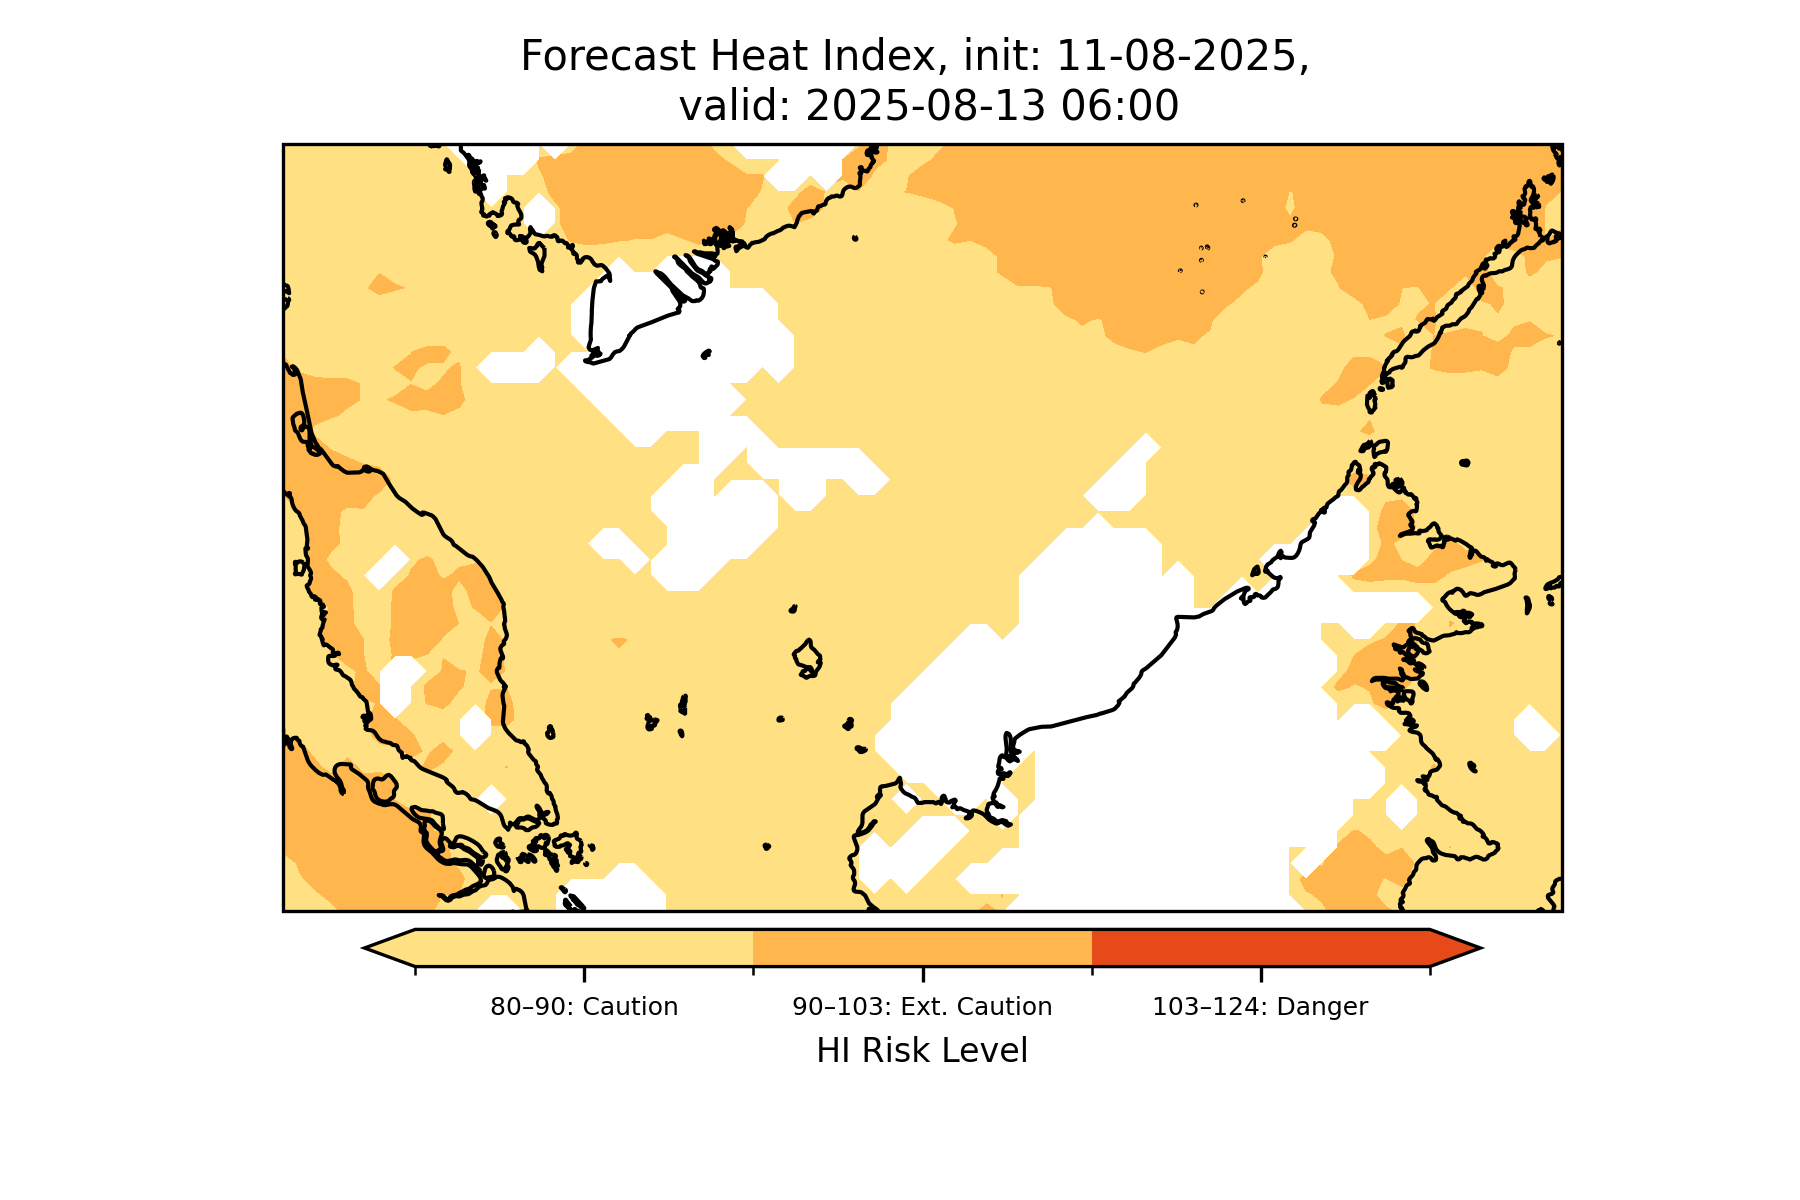 Forecast Heat Index, init: 11-08-2025,
valid: 2025-08-13 06:00
80–90: Caution
90–103: Ext. Caution
103–124: Danger
HI Risk Level